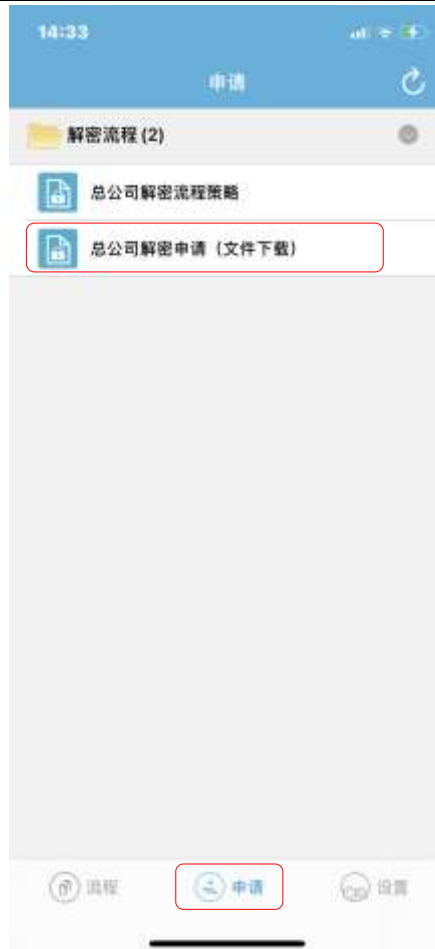 14:33
申请
解密流程 (2)
总公司解密流程策略
总公司解密申请（文件下载）
流程
申请
设置